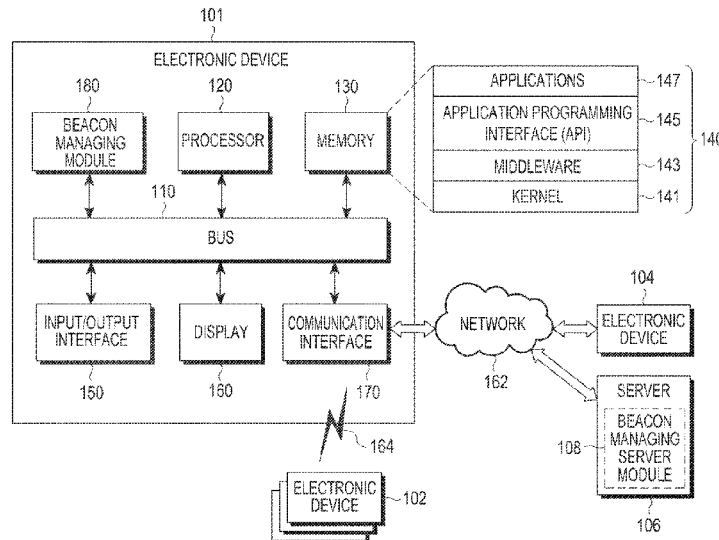 101
ELECTRONIC DEVICE
180
120
130
BEACON
MANAGING
MODULE
PROCESSOR
MEMORY
APPLICATIONS
147
APPLICATION PROGRAMMING
INTERFACE (API)
145
MIDDLEWARE
143
KERNEL
141
140
110
BUS
INPUT/OUTPUT
INTERFACE
DISPLAY
COMMUNICATION
INTERFACE
150
160
170
NETWORK
162
104
ELECTRONIC
DEVICE
SERVER
BEACON
MANAGING
SERVER
MODULE
108
106
164
ELECTRONIC
DEVICE
102